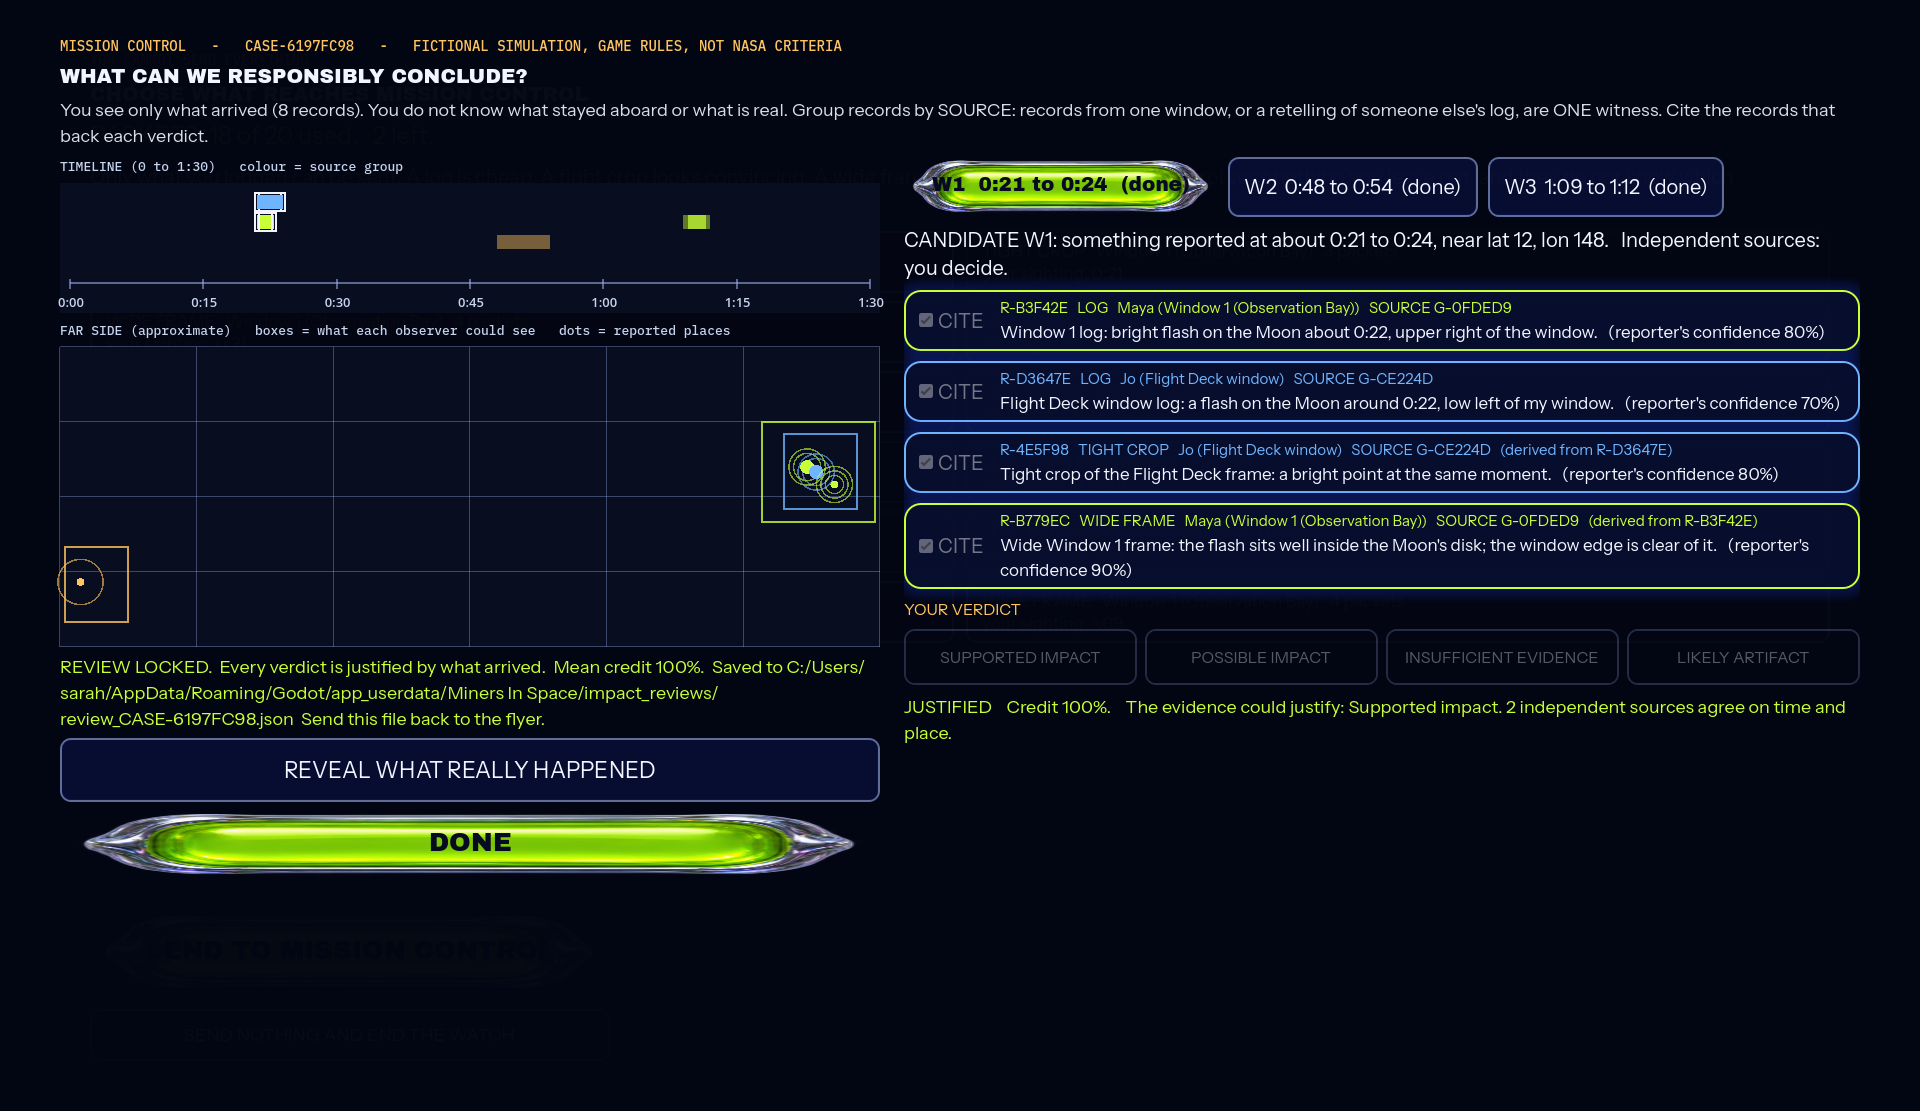 MISSION CONTROL - CASE-6197FC98 - FICTIONAL SIMULATION, GAME RULES, NOT NASA CRITERIA
WHAT CAN WE RESPONSIBLY CONCLUDE?
You see only what arrived (8 records). You do not know what stayed aboard or what is real. Group records by SOURCE: records from one window, or a retelling of someone else's log, are ONE witness. Cite the records that
back each verdict.
TIMELINE (0 to 1:30) colour = source group
0:00 0:15 0:30 0:45 1:00 1:15 1:30
FAR SIDE (approximate) boxes = what each observer could see dots = reported places
REVIEW LOCKED. Every verdict is justified by what arrived. Mean credit 100%. Saved to C:/Users/
sarah/AppData/Roaming/Godot/app_userdata/Miners In Space/impact_reviews/
review_CASE-6197FC98.json Send this file back to the flyer.
REVEAL WHAT REALLY HAPPENED
DONE
SEND TO MISSION CONTROL
SEND NOTHING AND END THE WATCH
W1 0:21 to 0:24 (done)
W2 0:48 to 0:54 (done)
W3 1:09 to 1:12 (done)
CANDIDATE W1: something reported at about 0:21 to 0:24, near lat 12, lon 148. Independent sources:
you decide.
CITE
R-B3F42E LOG Maya (Window 1 (Observation Bay)) SOURCE G-0FDED9
Window 1 log: bright flash on the Moon about 0:22, upper right of the window. (reporter's confidence 80%)
CITE
R-D3647E LOG Jo (Flight Deck window) SOURCE G-CE224D
Flight Deck window log: a flash on the Moon around 0:22, low left of my window. (reporter's confidence 70%)
CITE
R-4E5F98 TIGHT CROP Jo (Flight Deck window) SOURCE G-CE224D (derived from R-D3647E)
Tight crop of the Flight Deck frame: a bright point at the same moment. (reporter's confidence 80%)
CITE
R-B779EC WIDE FRAME Maya (Window 1 (Observation Bay)) SOURCE G-0FDED9 (derived from R-B3F42E)
Wide Window 1 frame: the flash sits well inside the Moon's disk; the window edge is clear of it. (reporter's
confidence 90%)
YOUR VERDICT
SUPPORTED IMPACT
POSSIBLE IMPACT
INSUFFICIENT EVIDENCE
LIKELY ARTIFACT
JUSTIFIED Credit 100%. The evidence could justify: Supported impact. 2 independent sources agree on time and
place.